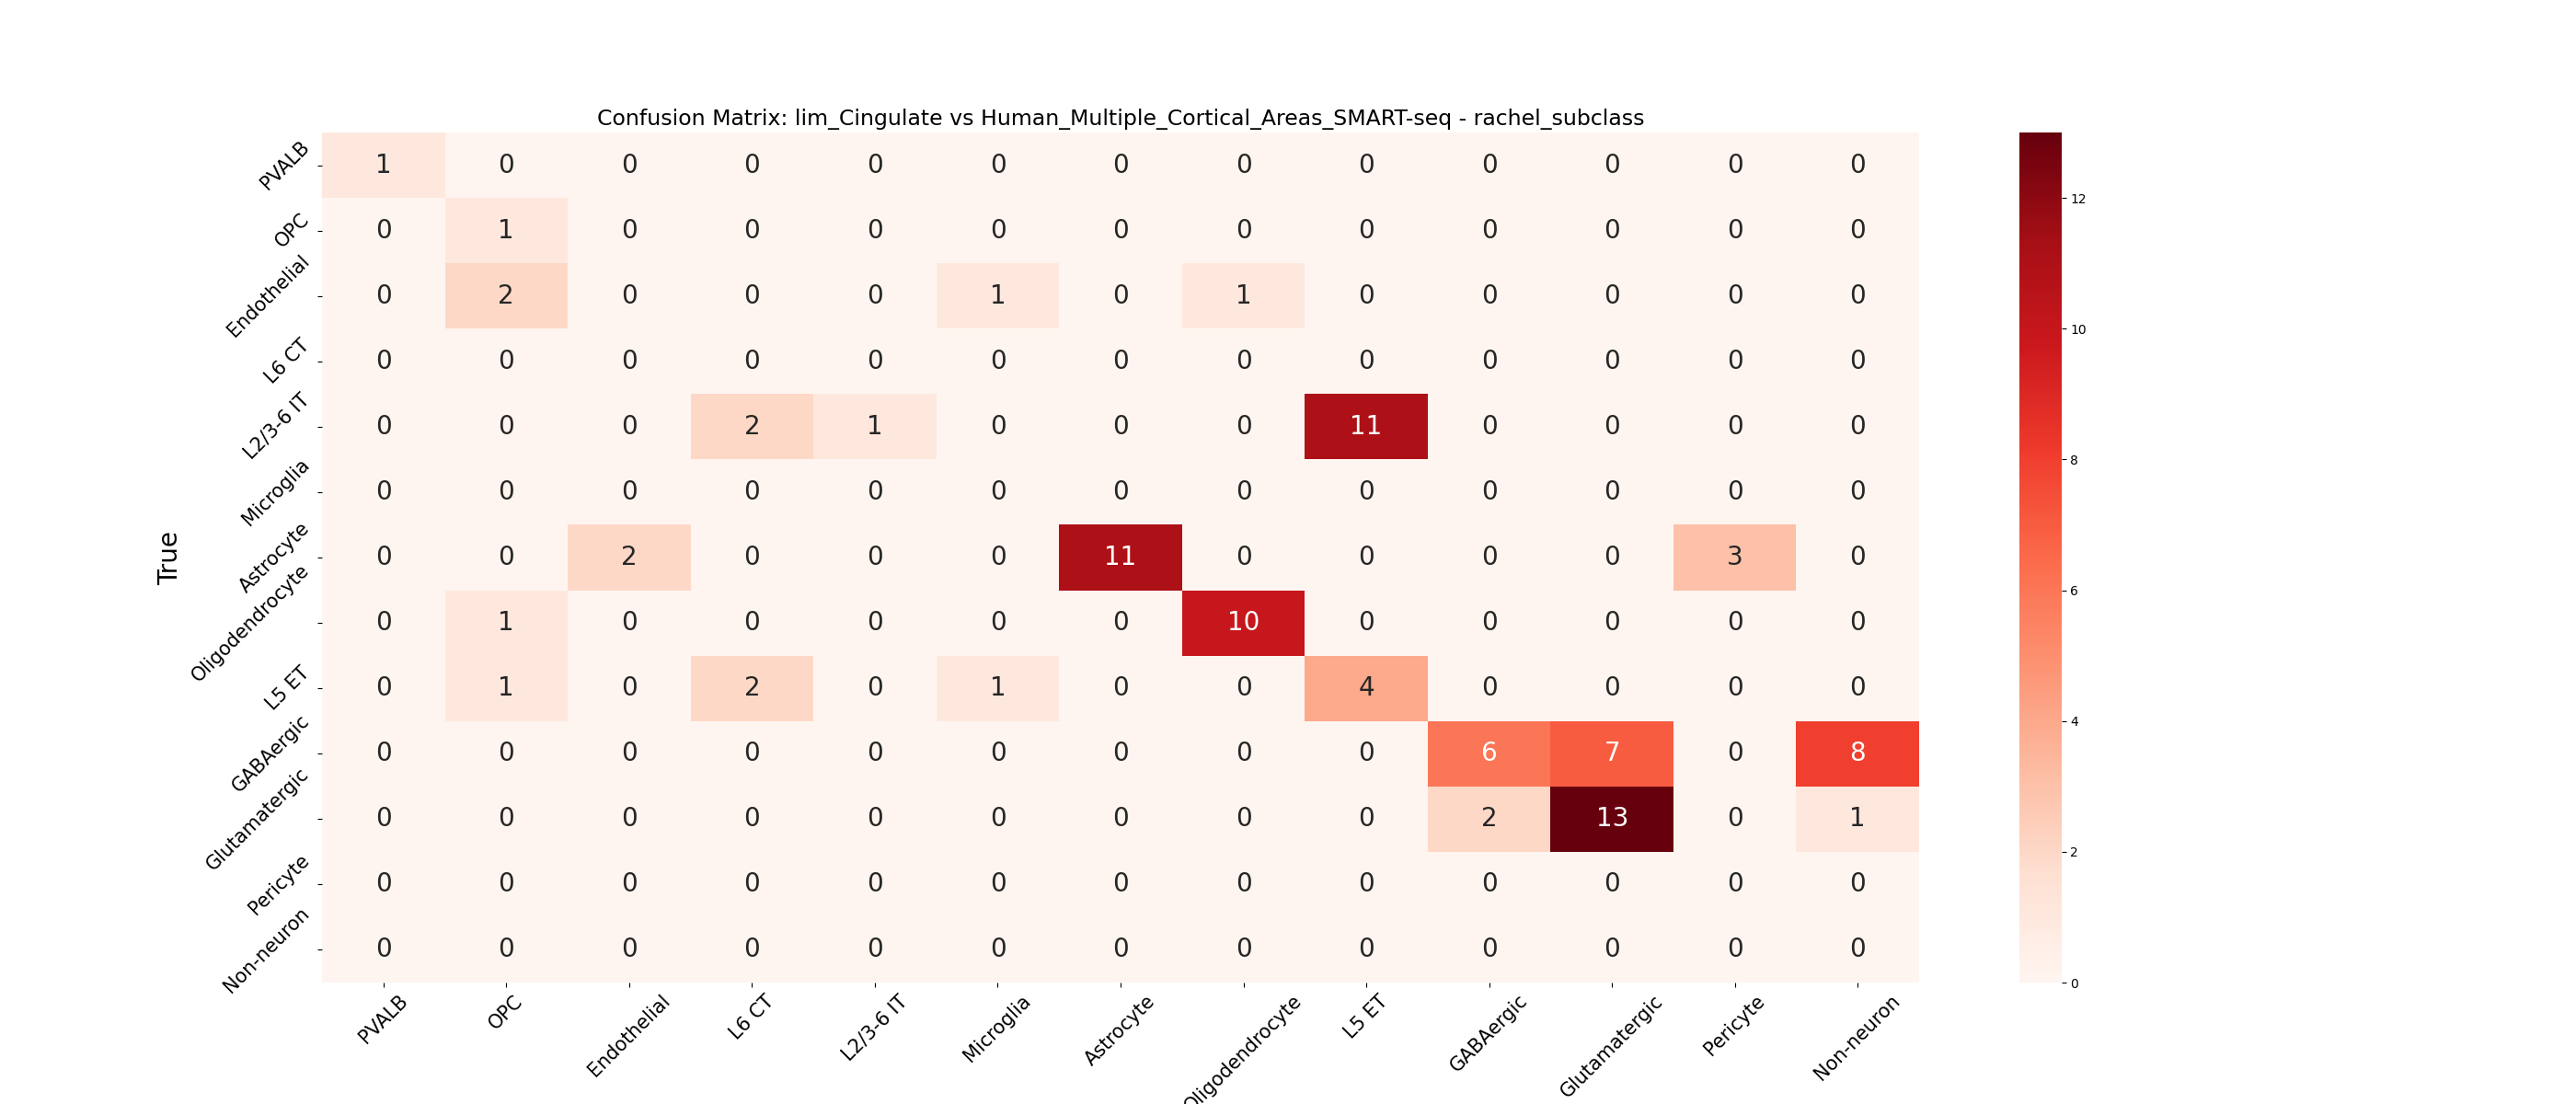 Confusion Matrix: lim_Cingulate vs Human_Multiple_Cortical_Areas_SMART-seq - rachel_subclass
True
PVALB 1 0 0 0 0 0 0 0 0 0 0 0 0
OPC 0 1 0 0 0 0 0 0 0 0 0 0 0
Endothelial 0 2 0 0 0 1 0 1 0 0 0 0 0
L6 CT 0 0 0 0 0 0 0 0 0 0 0 0 0
L2/3-6 IT 0 0 0 2 1 0 0 0 11 0 0 0 0
Microglia 0 0 0 0 0 0 0 0 0 0 0 0 0
Astrocyte 0 0 2 0 0 0 11 0 0 0 0 3 0
Oligodendrocyte 0 1 0 0 0 0 0 10 0 0 0 0 0
L5 ET 0 1 0 2 0 1 0 0 4 0 0 0 0
GABAergic 0 0 0 0 0 0 0 0 0 6 7 0 8
Glutamatergic 0 0 0 0 0 0 0 0 0 2 13 0 1
Pericyte 0 0 0 0 0 0 0 0 0 0 0 0 0
Non-neuron 0 0 0 0 0 0 0 0 0 0 0 0 0
PVALB OPC Endothelial L6 CT L2/3-6 IT Microglia Astrocyte Oligodendrocyte L5 ET GABAergic Glutamatergic Pericyte Non-neuron
12
10
8
6
4
2
0